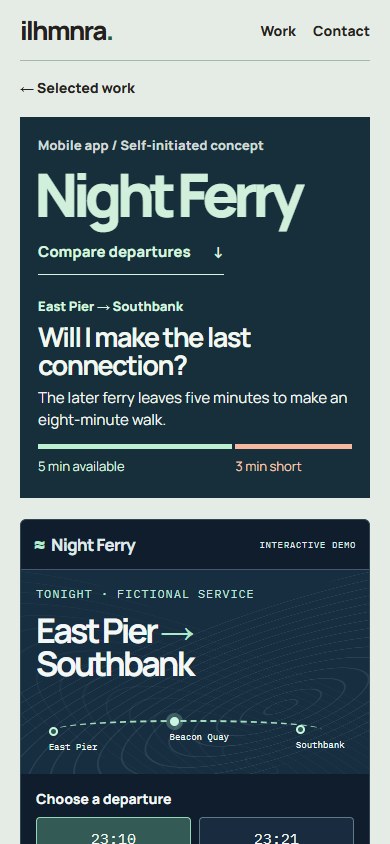 ilhmnra.
Work Contact
← Selected work
Mobile app / Self-initiated concept
Night Ferry
Compare departures ↓
East Pier → Southbank
Will I make the last
connection?
The later ferry leaves five minutes to make an
eight-minute walk.
5 min available
3 min short
≈ Night Ferry
INTERACTIVE DEMO
TONIGHT · FICTIONAL SERVICE
East Pier →
Southbank
East Pier
Beacon Quay
Southbank
Choose a departure
23:10
23:21